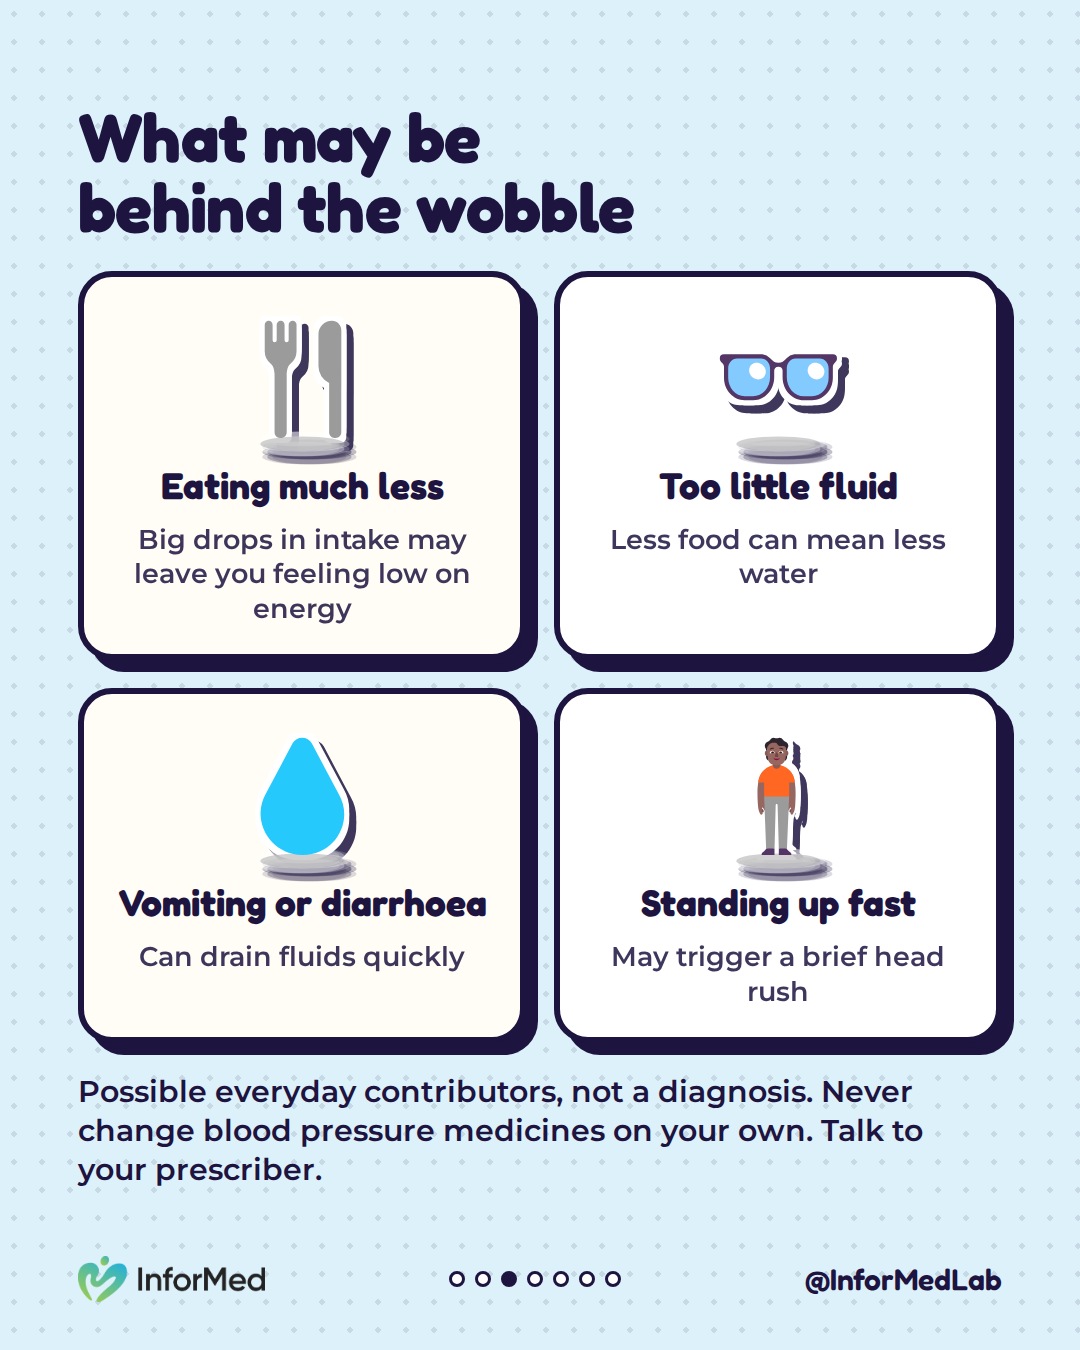 What may be
behind the wobble
Eating much less
Big drops in intake may
leave you feeling low on
energy
Too little fluid
Less food can mean less
water
Vomiting or diarrhoea
Can drain fluids quickly
Standing up fast
May trigger a brief head
rush
Possible everyday contributors, not a diagnosis. Never
change blood pressure medicines on your own. Talk to
your prescriber.
InforMed
@InforMedLab